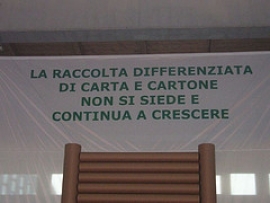 LA RACCOLTA DIFFERENZIATA
DI CARTA E CARTONE
NON SI SIEDE E
CONTINUA A CRESCERE